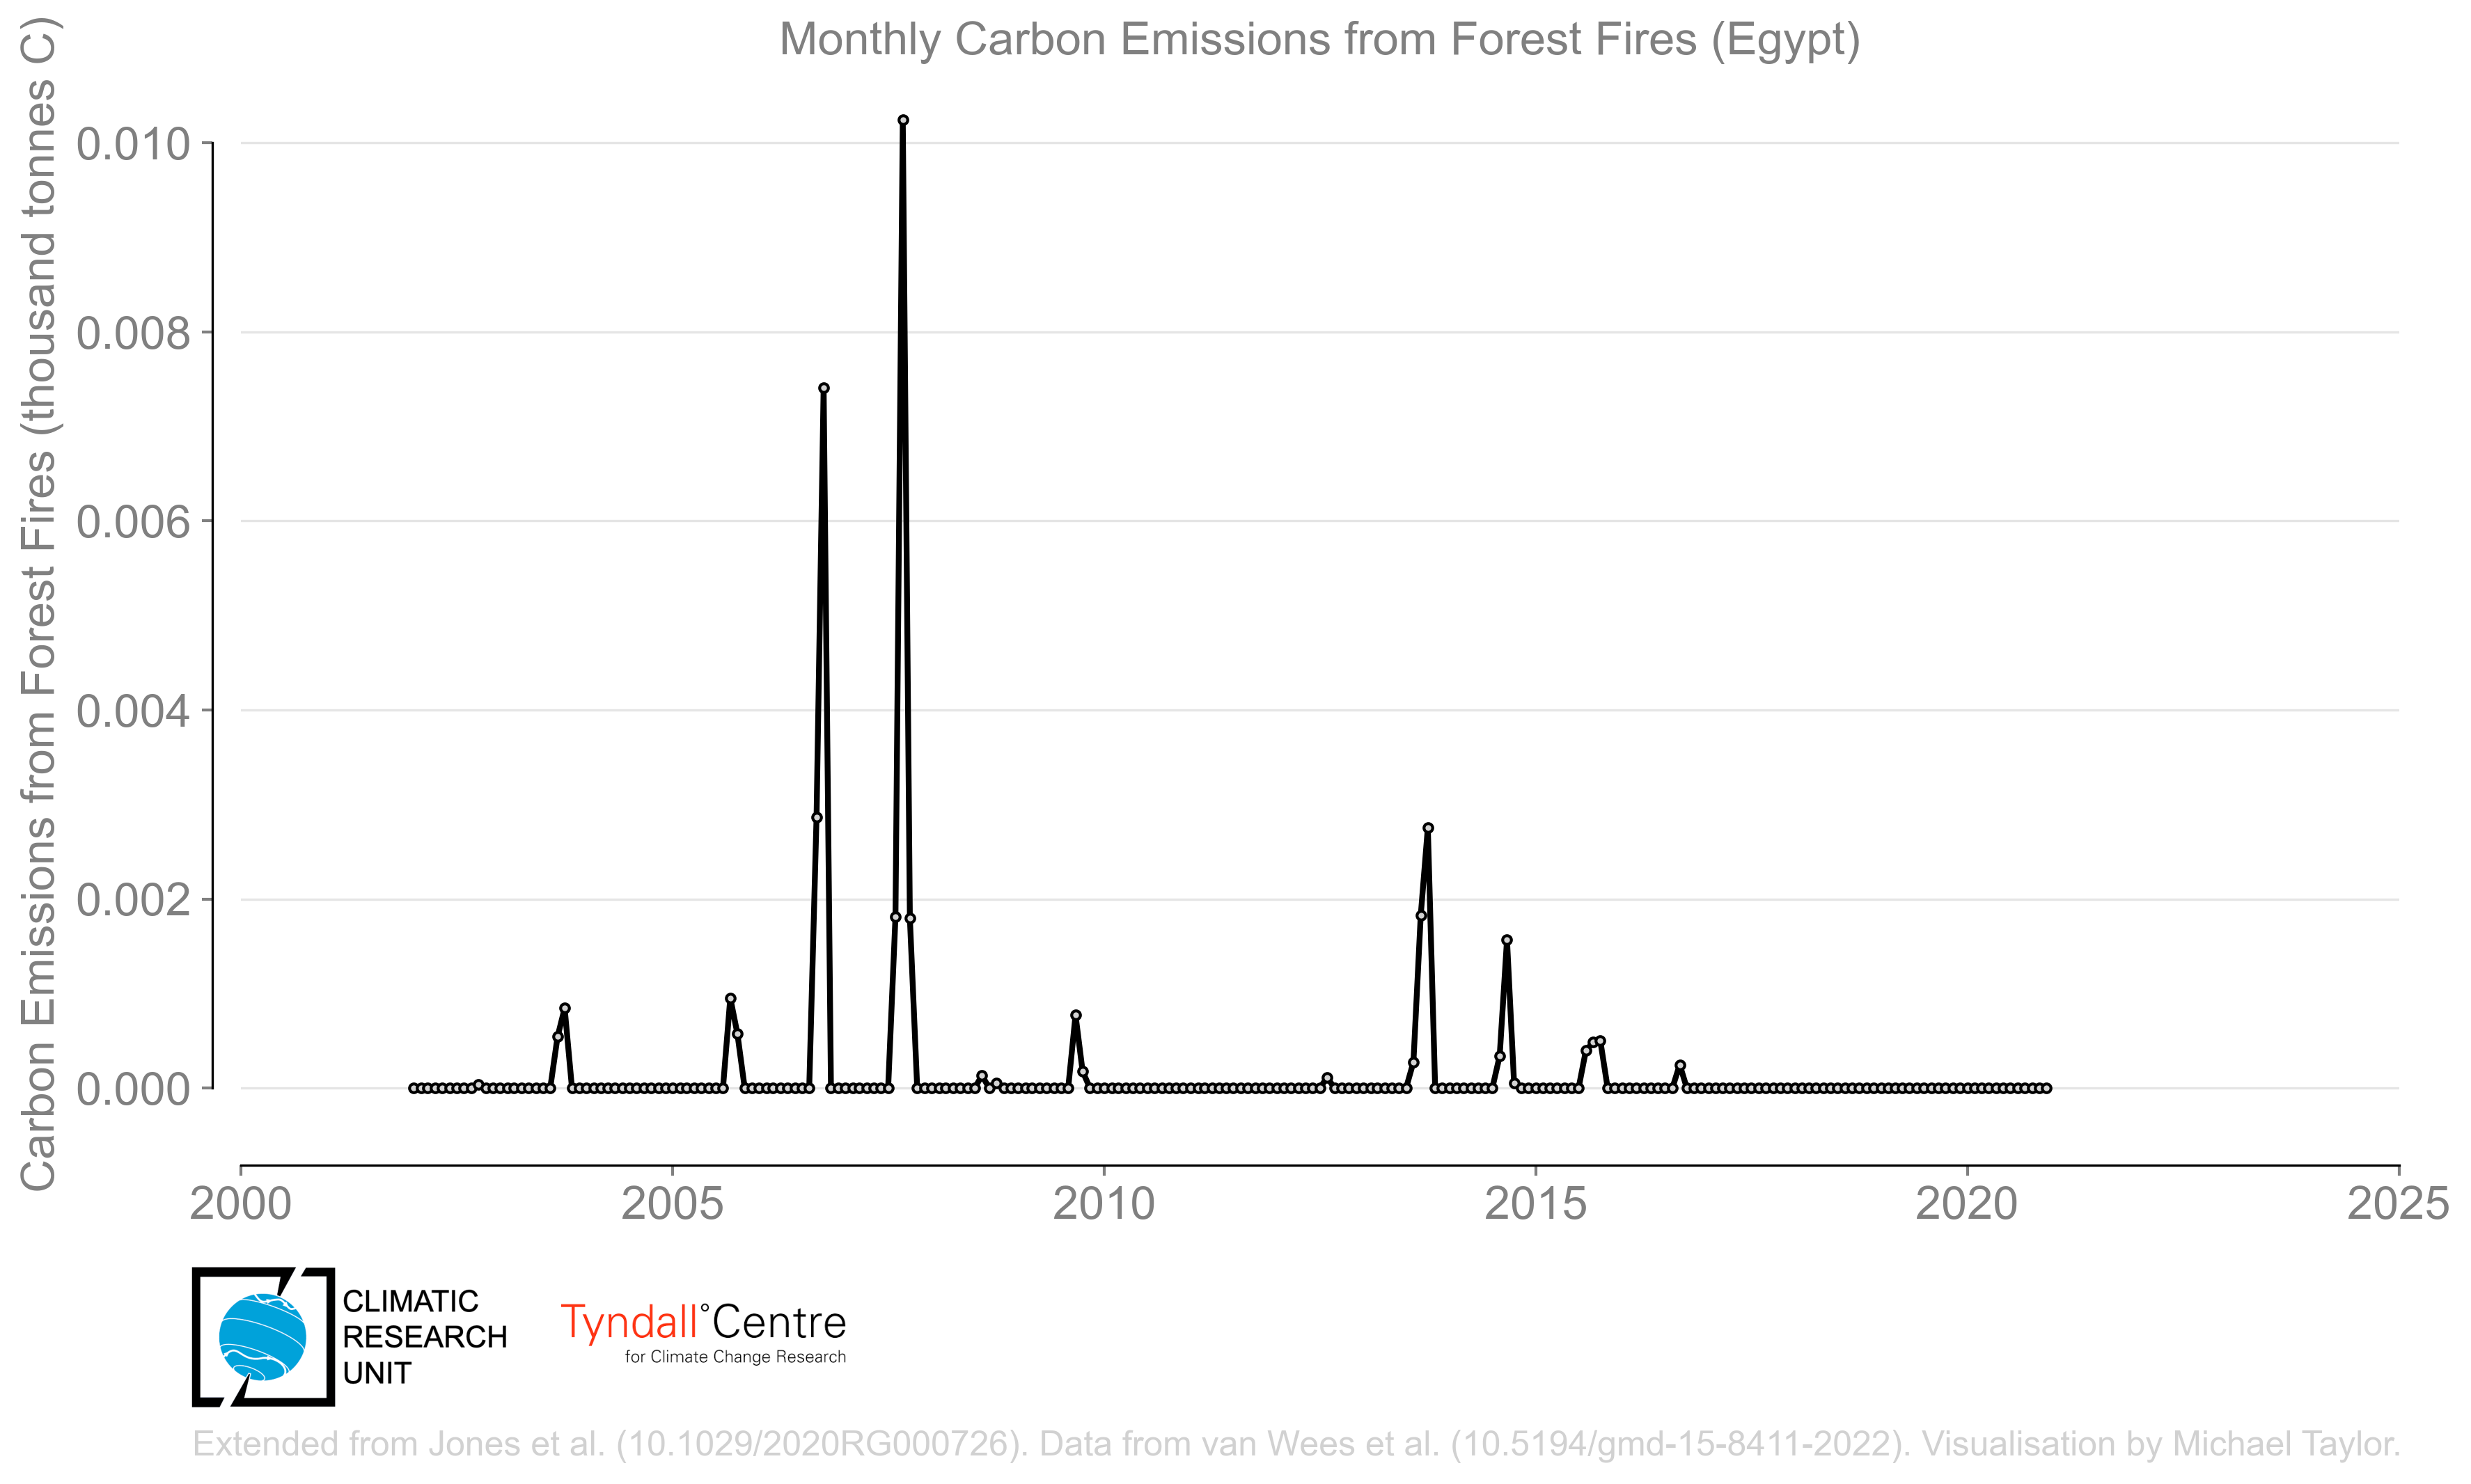 Monthly Carbon Emissions from Forest Fires (Egypt)
Carbon Emissions from Forest Fires (thousand tonnes C)
0.010
0.008
0.006
0.004
0.002
0.000
2000 2005 2010 2015 2020 2025
CLIMATIC
RESEARCH
UNIT
Tyndall°Centre
for Climate Change Research
Extended from Jones et al. (10.1029/2020RG000726). Data from van Wees et al. (10.5194/gmd-15-8411-2022). Visualisation by Michael Taylor.